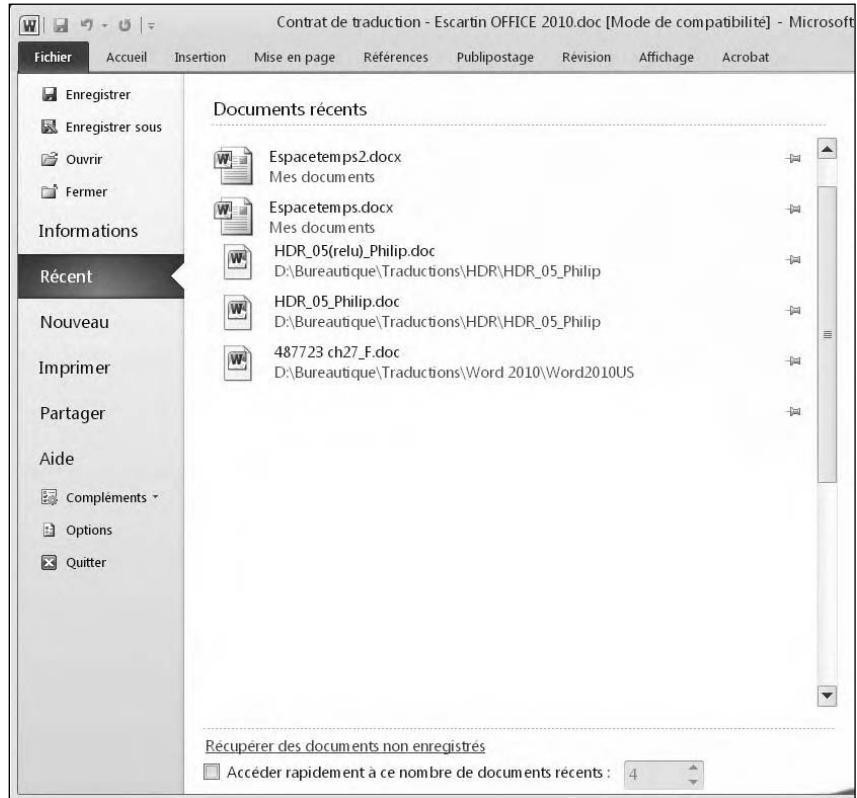 Contrat de traduction - Escartin OFFICE 2010.doc [Mode de compatibilité] - Microsoft
Fichier Accueil Insertion Mise en page Références Publipostage Révision Affichage Acrobat
Enregistrer
Enregistrer sous
Ouvrir
Fermer
Informations
Récent
Nouveau
Imprimer
Partager
Aide
Compléments
Options
Quitter
Documents récents
Espacetemps2.docx
Mes documents
Espacetemps.docx
Mes documents
HDR_05(relu)_Philip.doc
D:\Bureautique\Traductions\HDR\HDR_05_Philip
HDR_05_Philip.doc
D:\Bureautique\Traductions\HDR\HDR_05_Philip
487723 ch27_F.doc
D:\Bureautique\Traductions\Word 2010\Word2010US
Récupérer des documents non enregistrés
Accéder rapidement à ce nombre de documents récents : 4